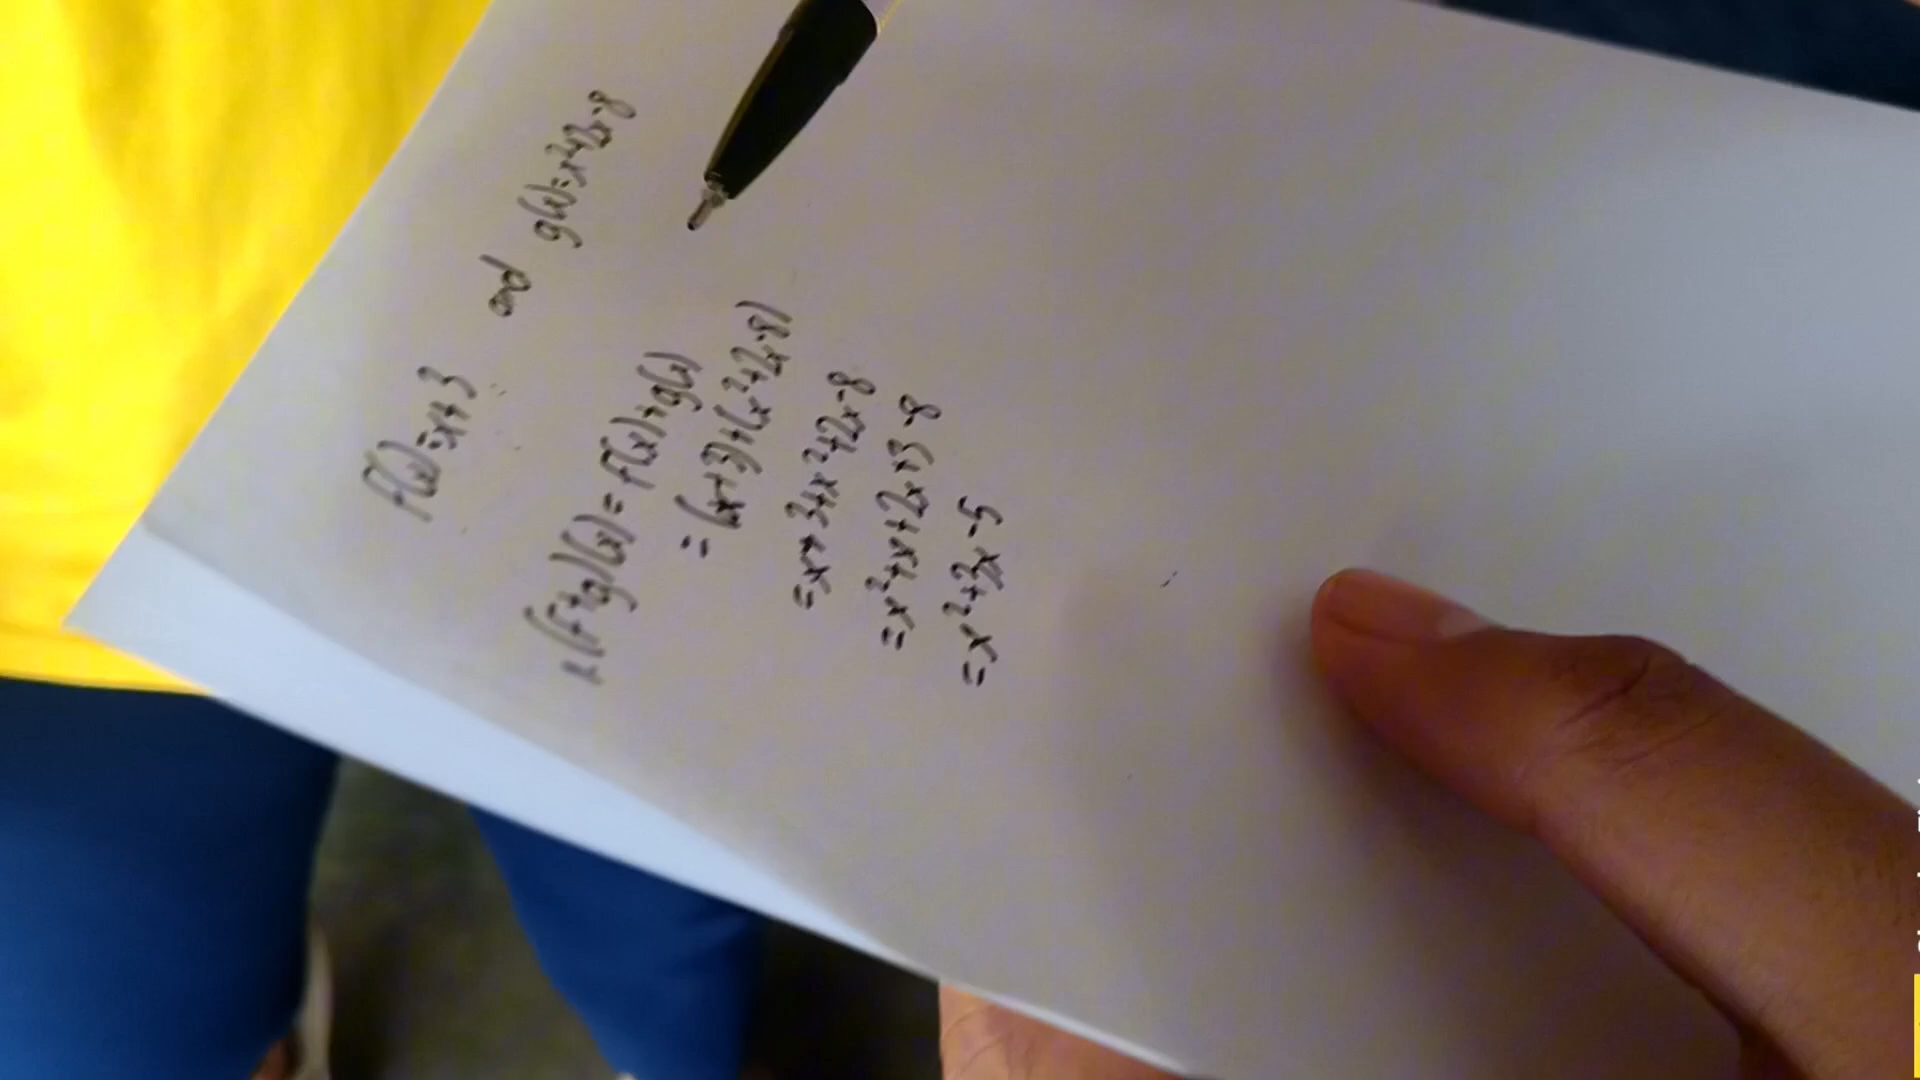 f(x)=x+3 and g(x)=x²+2x-8
(f+g)(x)=f(x)+g(x)
=(x+3)+(x²+2x-8)
=x+3+x²+2x-8
=x²+x+2x+3-8
=x²+3x-5